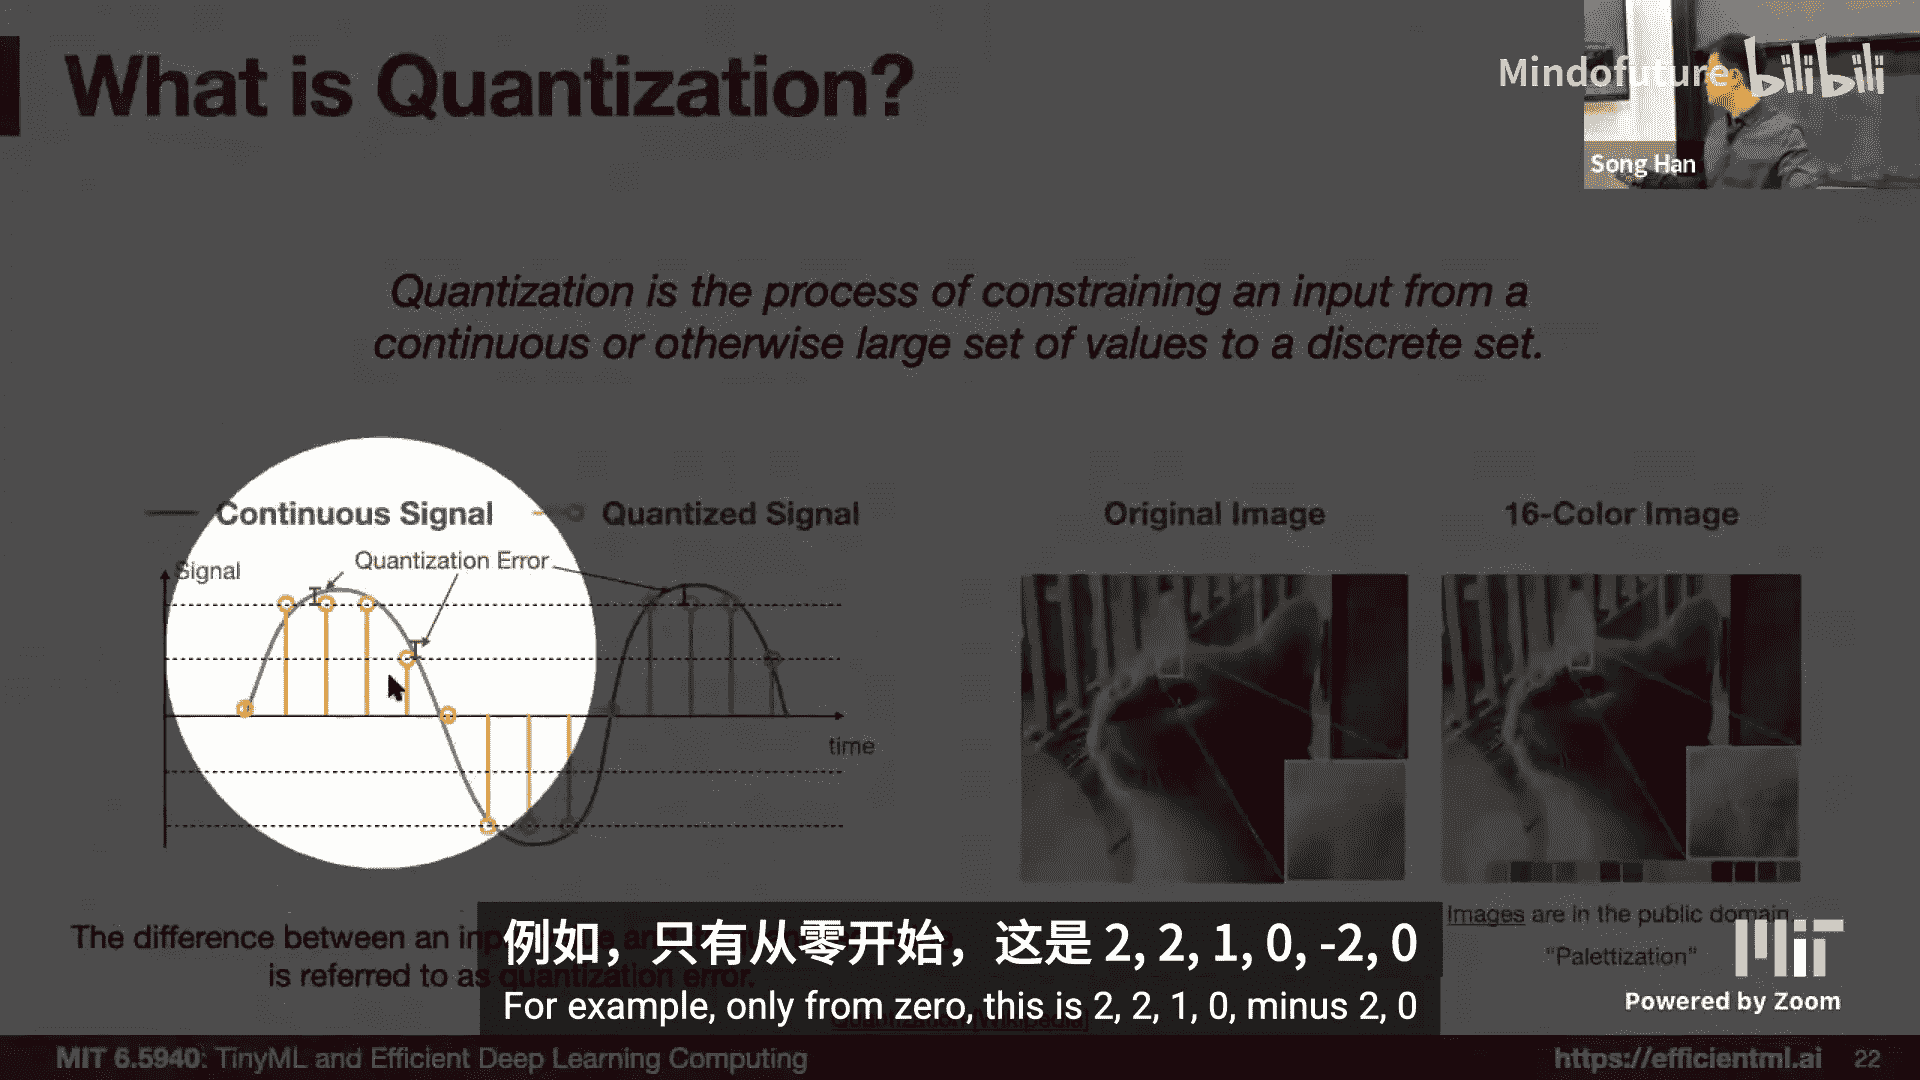 What is Quantization?
Mindofuture
bilibili
Song Han
Quantization is the process of constraining an input from a
continuous or otherwise large set of values to a discrete set.
Continuous Signal
Quantized Signal
Original Image
16-Color Image
Signal
Quantization Error
time
Images are in the public domain.
"Palettization"
The difference between an
is referred to as quantization error.
例如，只有从零开始，这是 2, 2, 1, 0, -2, 0
For example, only from zero, this is 2, 2, 1, 0, minus 2, 0
Quantization [Wikipedia]
MIT
Powered by Zoom
MIT 6.5940: TinyML and Efficient Deep Learning Computing
https://efficientml.ai
22